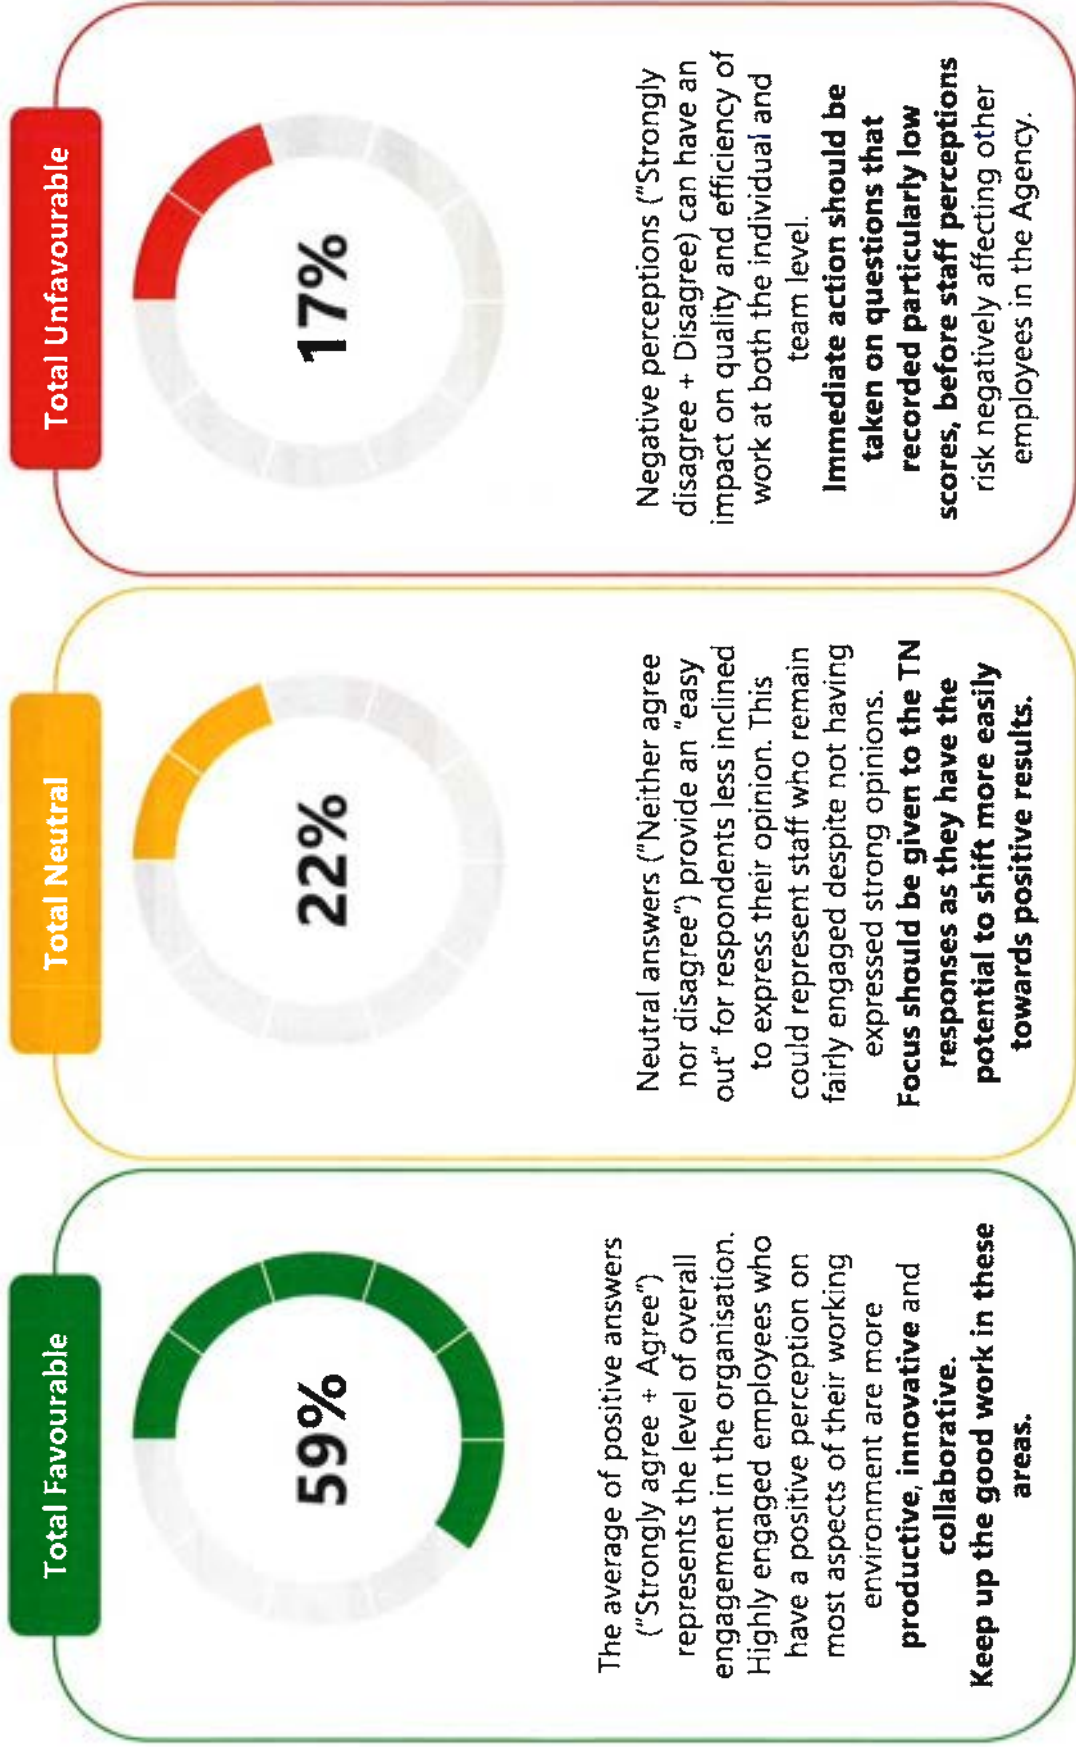 Total Favourable
59%
The average of positive answers
("Strongly agree + Agree")
represents the level of overall
engagement in the organisation.
Highly engaged employees who
have a positive perception on
most aspects of their working
environment are more
productive, innovative and
collaborative.
Keep up the good work in these
areas.
Total Neutral
22%
Neutral answers ("Neither agree
nor disagree") provide an "easy
out" for respondents less inclined
to express their opinion. This
could represent staff who remain
fairly engaged despite not having
expressed strong opinions.
Focus should be given to the TN
responses as they have the
potential to shift more easily
towards positive results.
Total Unfavourable
17%
Negative perceptions ("Strongly
disagree + Disagree) can have an
impact on quality and efficiency of
work at both the individual and
team level.
Immediate action should be
taken on questions that
recorded particularly low
scores, before staff perceptions
risk negatively affecting other
employees in the Agency.